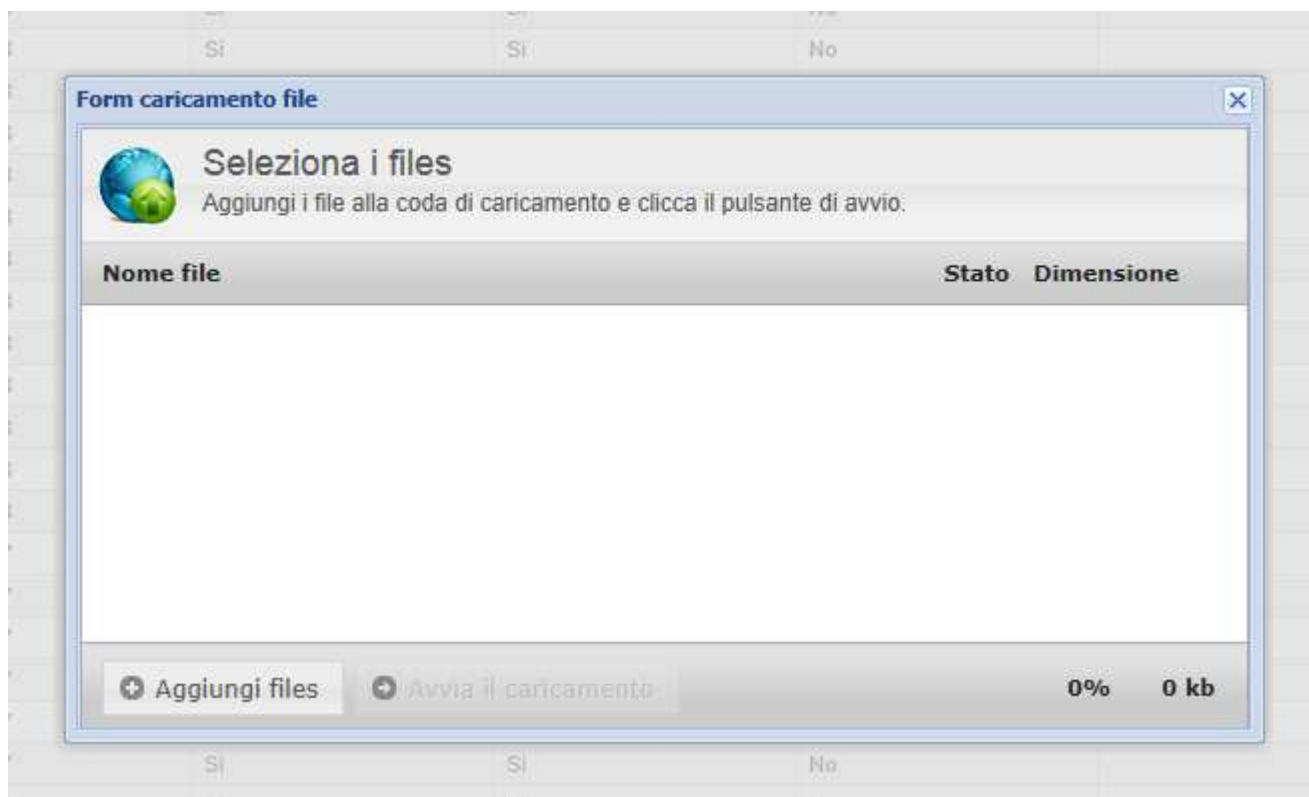 Si Si No
Form caricamento file
Seleziona i files
Aggiungi i file alla coda di caricamento e clicca il pulsante di avvio.
Nome file Stato Dimensione
Aggiungi files Avvia il caricamento 0% 0 kb
Si Si No